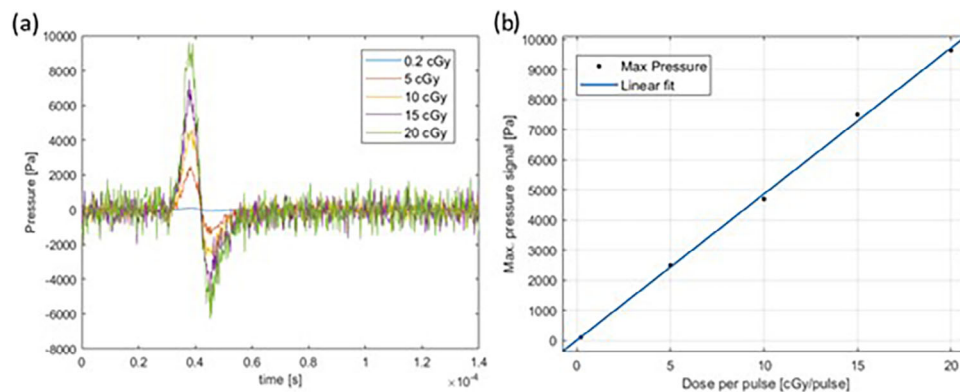 (a)
10000
8000
6000
4000
2000
0
-2000
-4000
-6000
-8000
Pressure [Pa]
0.2 cGy
5 cGy
10 cGy
15 cGy
20 cGy
0
0.2
0.4
0.6
0.8
1
1.2
1.4
×10⁻⁴
time [s]
(b)
10000
9000
8000
7000
6000
5000
4000
3000
2000
1000
0
Max. pressure signal [Pa]
Max Pressure
Linear fit
0
5
10
15
20
Dose per pulse [cGy/pulse]